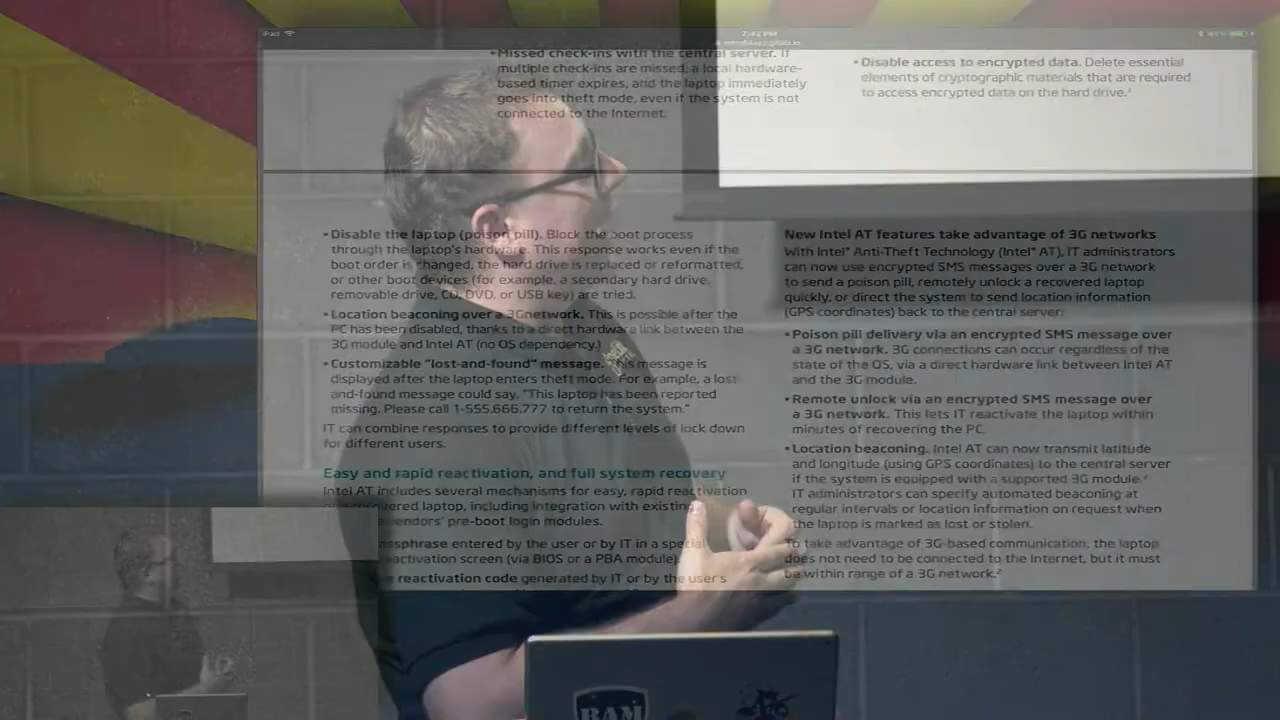 iPad
7:41 PM
• Missed check-ins with the central server. If
multiple check-ins are missed, a local hardware-
based timer expires, and the laptop immediately
goes into theft mode, even if the system is not
connected to the Internet.
• Disable access to encrypted data. Delete essential
elements of cryptographic materials that are required
to access encrypted data on the hard drive.¹
• Disable the laptop (poison pill). Block the boot process
through the laptop's hardware. This response works even if the
boot order is changed, the hard drive is replaced or reformatted,
or other boot devices (for example, a secondary hard drive,
removable drive, CD, DVD, or USB key) are tried.
• Location beaconing over a 3G network. This is possible after the
PC has been disabled, thanks to a direct hardware link between the
3G module and Intel AT (no OS dependency.)
• Customizable "lost-and-found" message. This message is
displayed after the laptop enters theft mode. For example, a lost-
and-found message could say, "This laptop has been reported
missing. Please call 1-555.666.777 to return the system."
IT can combine responses to provide different levels of lock down
for different users.
Easy and rapid reactivation, and full system recovery
Intel AT includes several mechanisms for easy, rapid reactivation
recovered laptop, including integration with existing
vendors' pre-boot login modules.
passphrase entered by the user or by IT in a special
reactivation screen (via BIOS or a PBA module).
reactivation code generated by IT or by the user's
New Intel AT features take advantage of 3G networks
With Intel® Anti-Theft Technology (Intel® AT), IT administrators
can now use encrypted SMS messages over a 3G network
to send a poison pill, remotely unlock a recovered laptop
quickly, or direct the system to send location information
(GPS coordinates) back to the central server:
• Poison pill delivery via an encrypted SMS message over
a 3G network. 3G connections can occur regardless of the
state of the OS, via a direct hardware link between Intel AT
and the 3G module.
• Remote unlock via an encrypted SMS message over
a 3G network. This lets IT reactivate the laptop within
minutes of recovering the PC.
• Location beaconing. Intel AT can now transmit latitude
and longitude (using GPS coordinates) to the central server
if the system is equipped with a supported 3G module.²
IT administrators can specify automated beaconing at
regular intervals or location information on request when
the laptop is marked as lost or stolen.
To take advantage of 3G-based communication, the laptop
does not need to be connected to the Internet, but it must
be within range of a 3G network.²
BAM